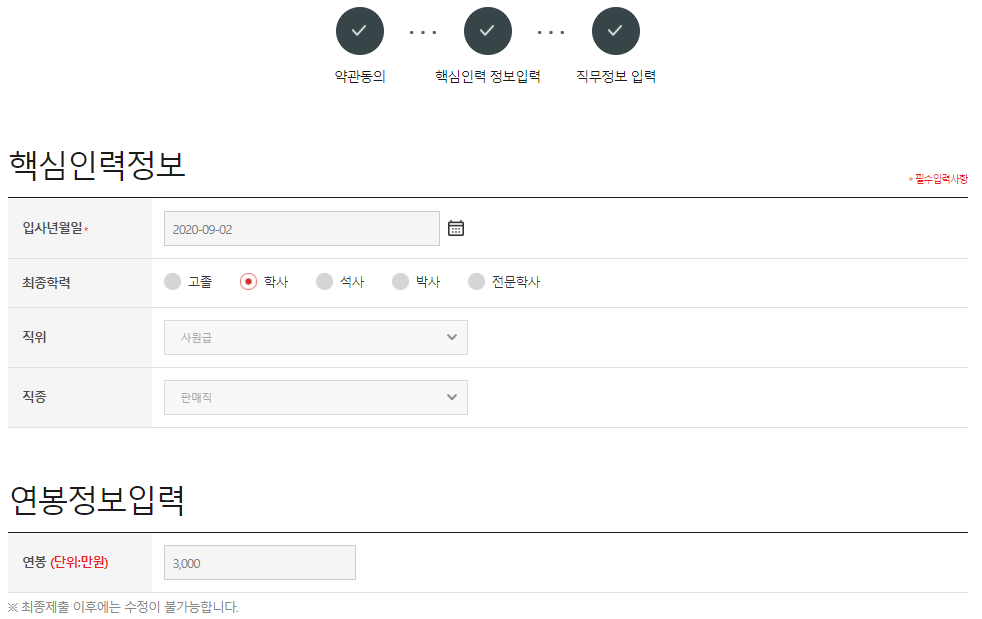 약관동의 핵심인력 정보입력 직무정보 입력
핵심인력정보
* 필수입력사항
입사년월일* 2020-09-02
최종학력 고졸 학사 석사 박사 전문학사
직위 사원급
직종 판매직
연봉정보입력
연봉 (단위:만원) 3,000
※ 최종제출 이후에는 수정이 불가능합니다.